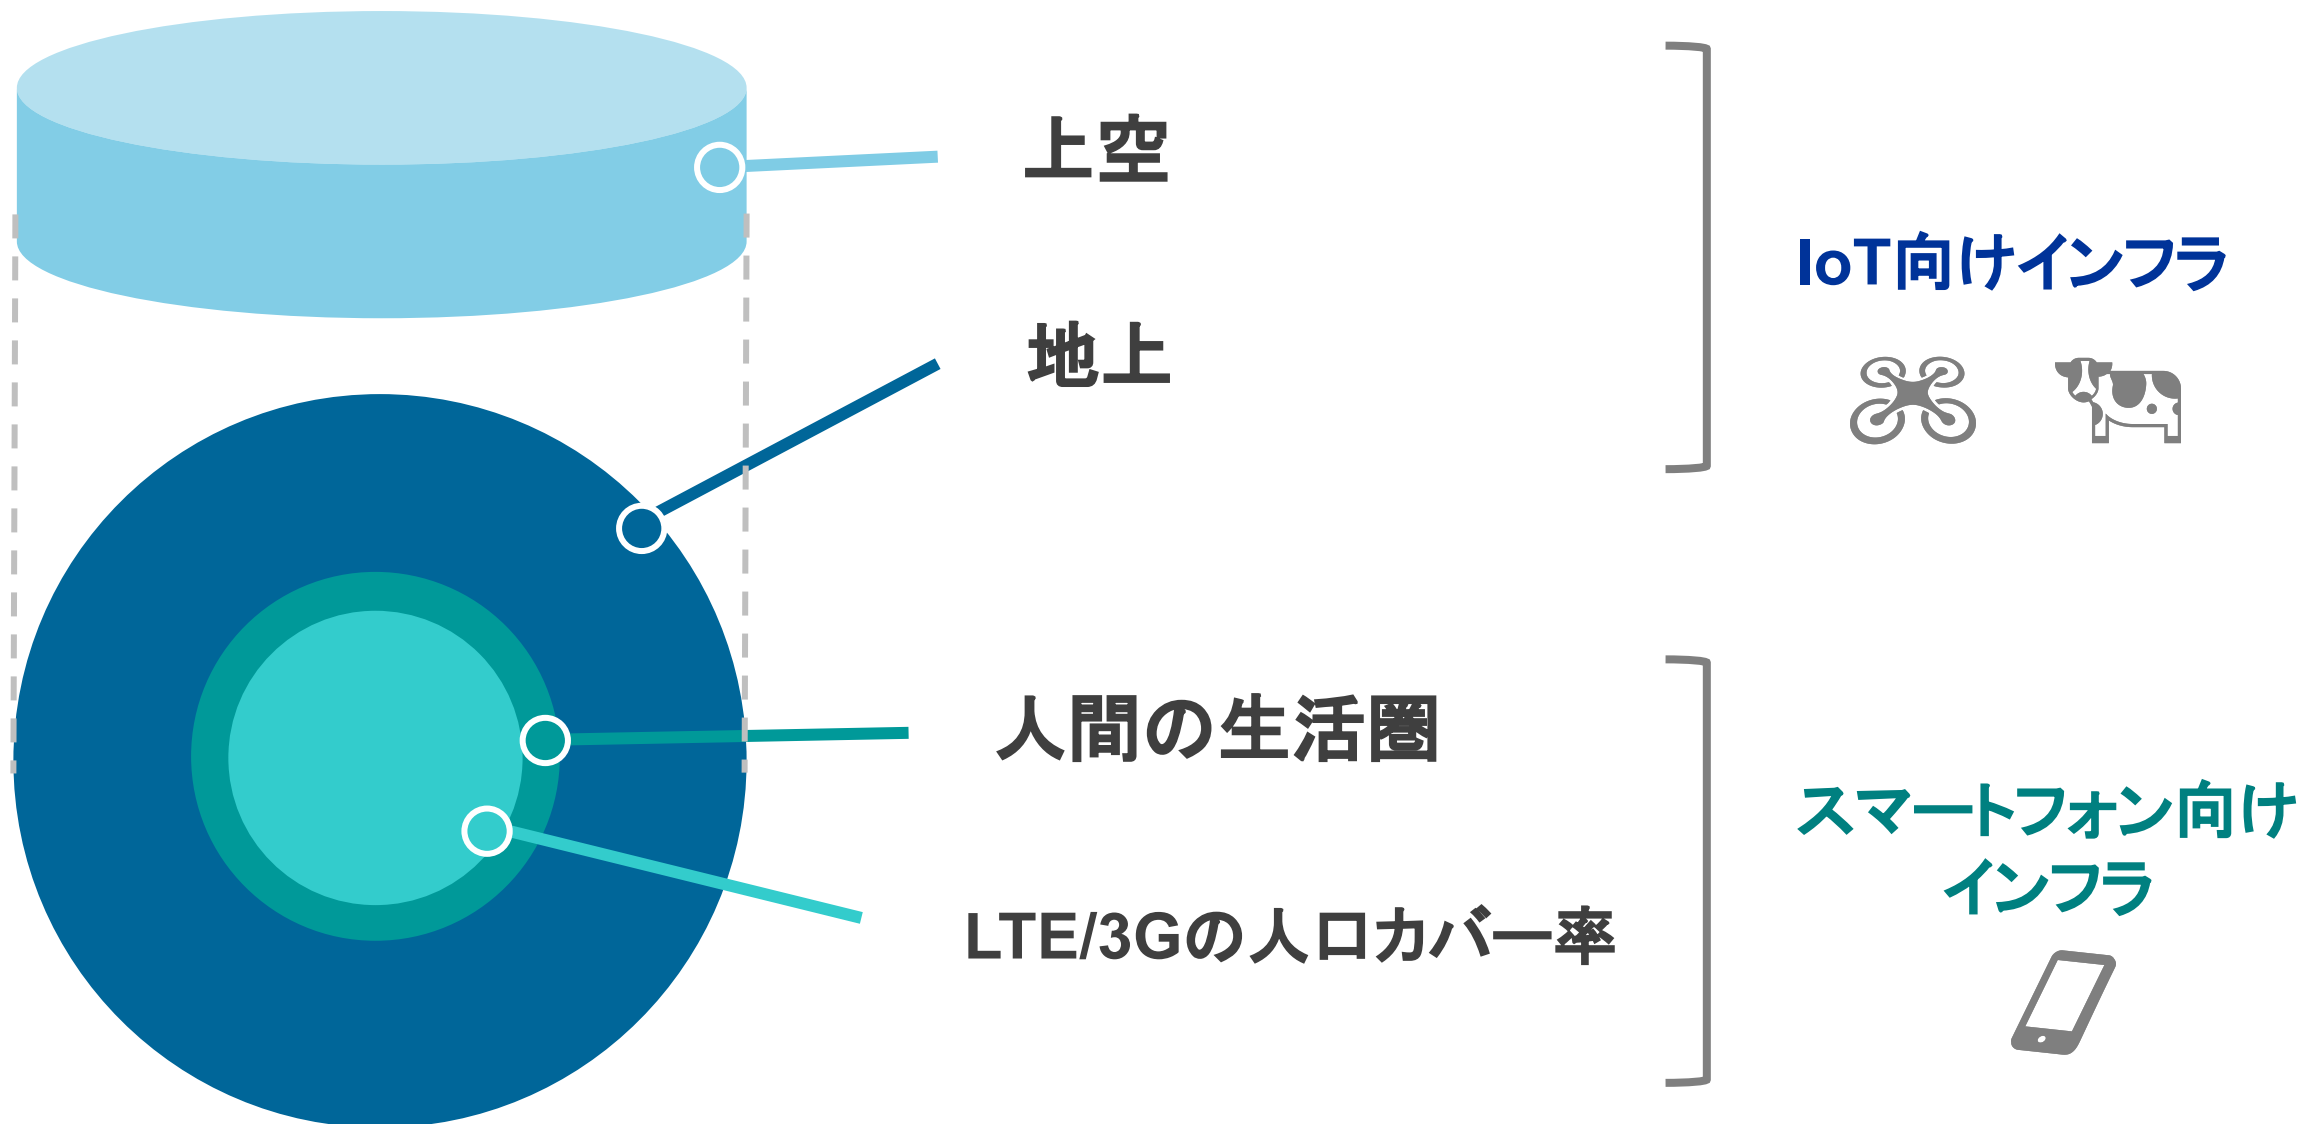 上空
地上
IoT向けインフラ
人間の生活圏
LTE/3Gの人口カバー率
スマートフォン向け
インフラ